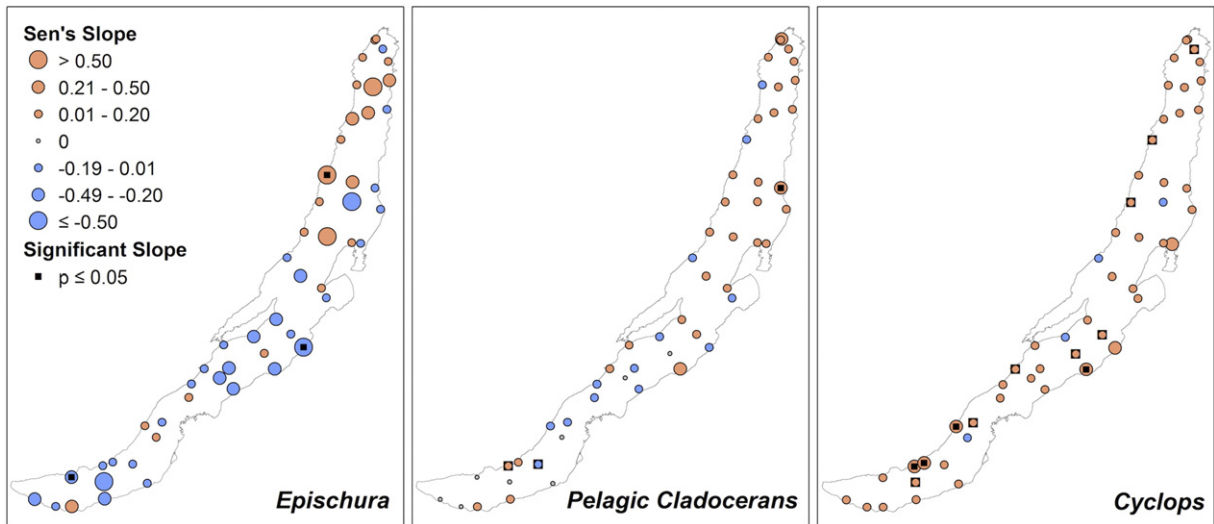 Sen's Slope
> 0.50
0.21 - 0.50
0.01 - 0.20
0
-0.19 - 0.01
-0.49 - -0.20
≤ -0.50
Significant Slope
p ≤ 0.05
Epischura
Pelagic Cladocerans
Cyclops